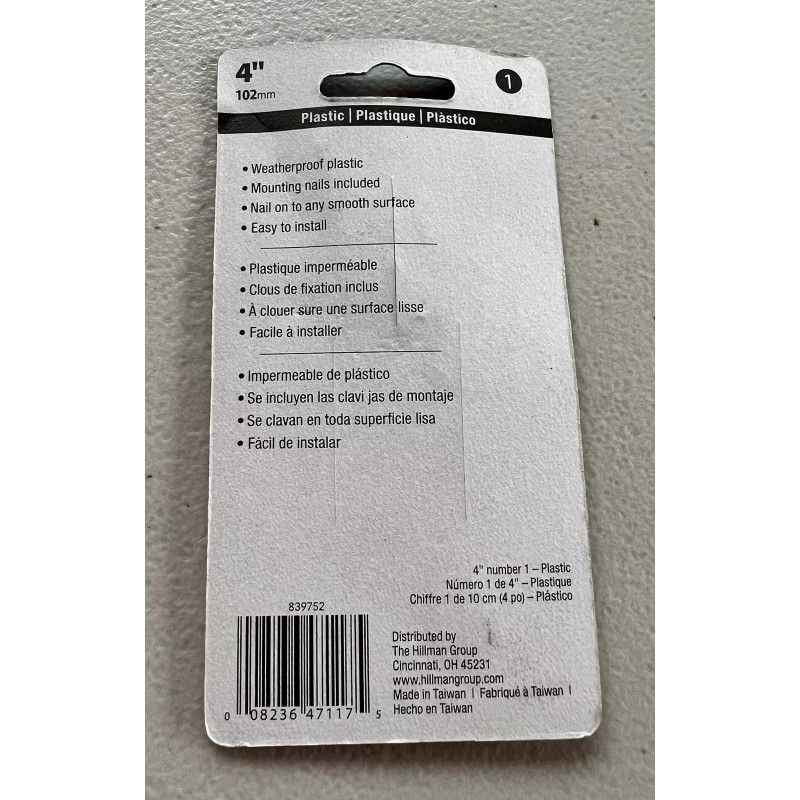 4"
102mm
1
Plastic | Plastique | Plàstico
• Weatherproof plastic
• Mounting nails included
• Nail on to any smooth surface
• Easy to install
• Plastique imperméable
• Clous de fixation inclus
• À clouer sure une surface lisse
• Facile à installer
• Impermeable de plástico
• Se incluyen las clavi jas de montaje
• Se clavan en toda superficie lisa
• Fácil de instalar
4" number 1 – Plastic
Número 1 de 4" – Plastique
Chiffre 1 de 10 cm (4 po) – Plástico
839752
0 08236 47117 5
Distributed by
The Hillman Group
Cincinnati, OH 45231
www.hillmangroup.com
Made in Taiwan | Fabriqué à Taiwan |
Hecho en Taiwan